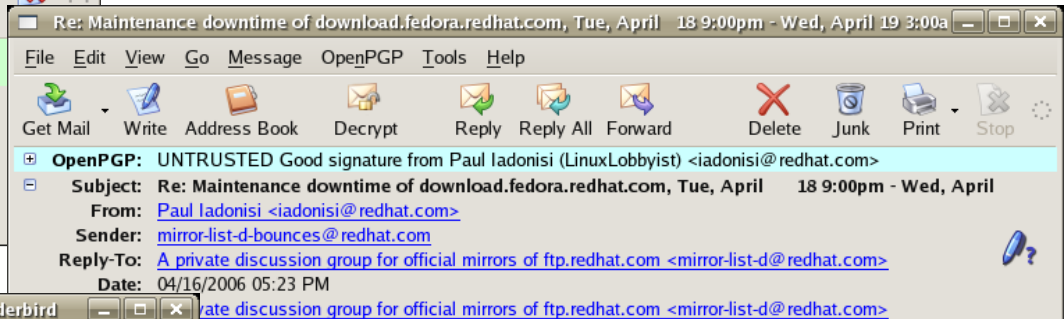 Re: Maintenance downtime of download.fedora.redhat.com, Tue, April 18 9:00pm - Wed, April 19 3:00a
File Edit View Go Message OpenPGP Tools Help
Get Mail Write Address Book Decrypt Reply Reply All Forward Delete Junk Print Stop
OpenPGP: UNTRUSTED Good signature from Paul Iadonisi (LinuxLobbyist) <iadonisi@redhat.com>
Subject: Re: Maintenance downtime of download.fedora.redhat.com, Tue, April 18 9:00pm - Wed, April
From: Paul Iadonisi <iadonisi@redhat.com>
Sender: mirror-list-d-bounces@redhat.com
Reply-To: A private discussion group for official mirrors of ftp.redhat.com <mirror-list-d@redhat.com>
Date: 04/16/2006 05:23 PM
derbird vate discussion group for official mirrors of ftp.redhat.com <mirror-list-d@redhat.com>